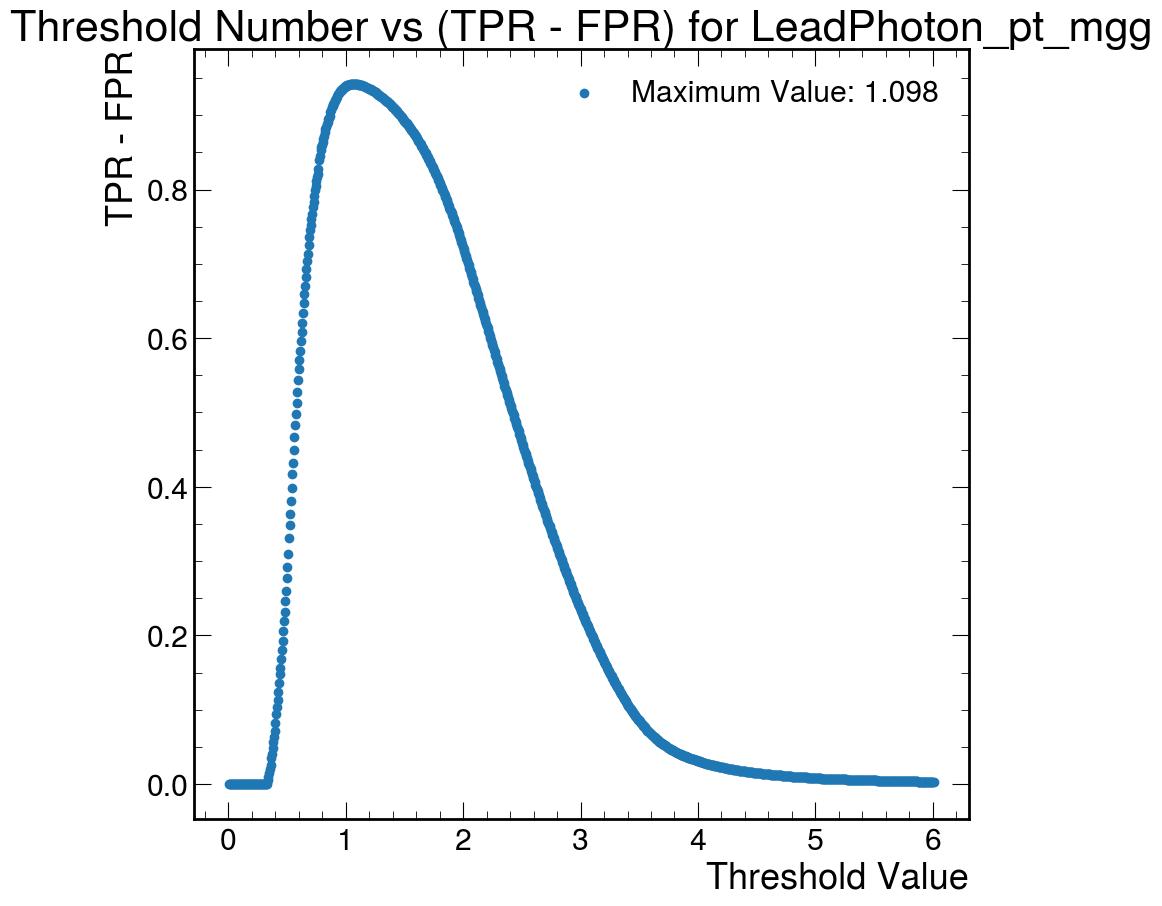 Threshold Number vs (TPR - FPR) for LeadPhoton_pt_mgg
TPR - FPR
Maximum Value: 1.098
0.8
0.6
0.4
0.2
0.0
0 1 2 3 4 5 6
Threshold Value